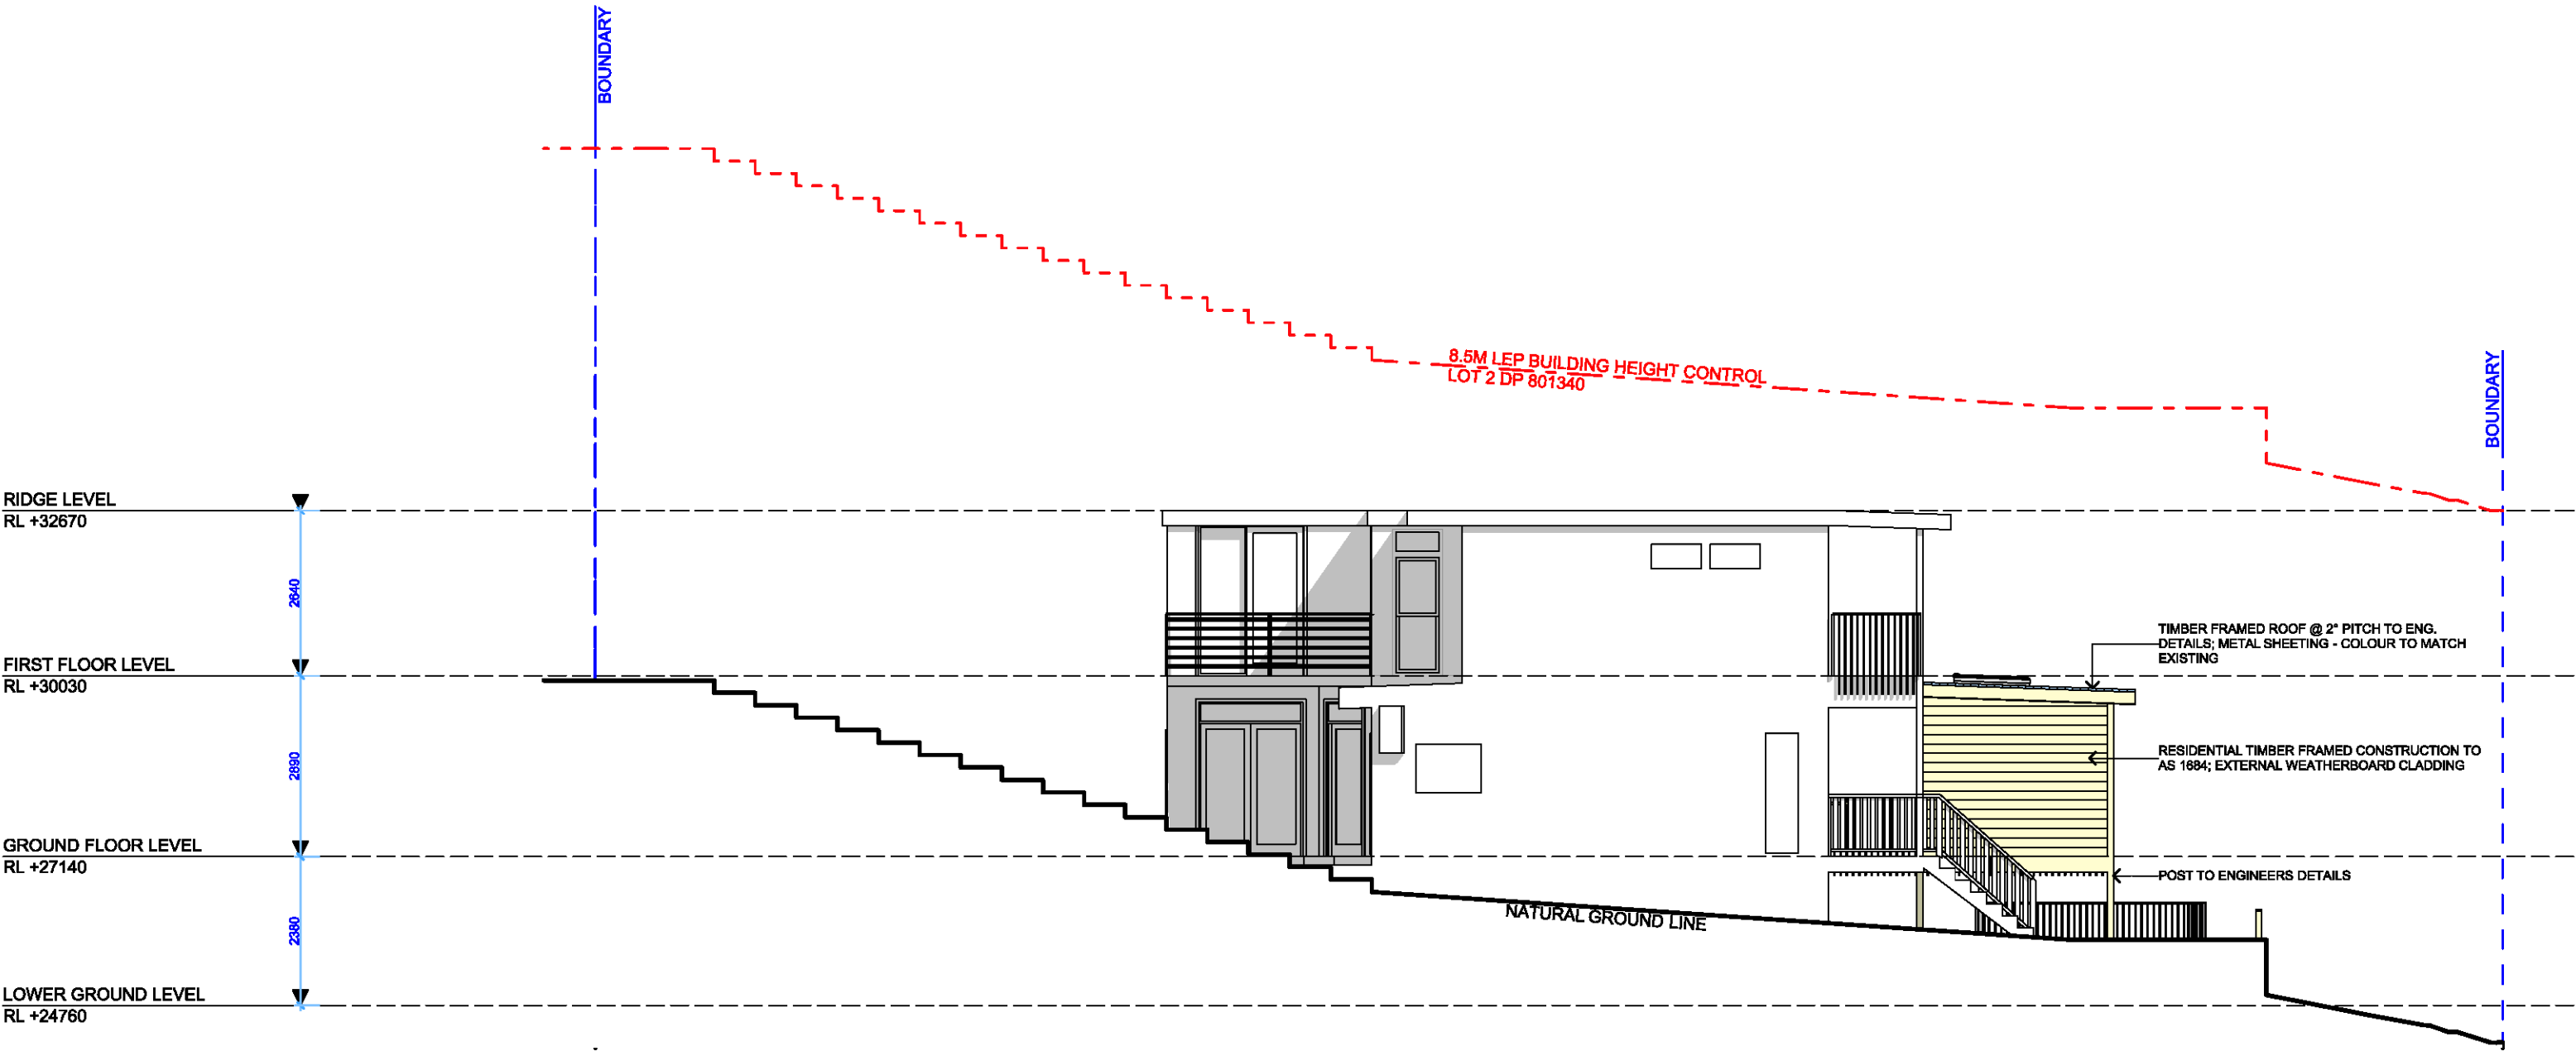 BOUNDARY
8.5M LEP BUILDING HEIGHT CONTROL
LOT 2 DP 801340
BOUNDARY
RIDGE LEVEL
RL +32670
2640
FIRST FLOOR LEVEL
RL +30030
2890
GROUND FLOOR LEVEL
RL +27140
2380
LOWER GROUND LEVEL
RL +24760
TIMBER FRAMED ROOF @ 2° PITCH TO ENG.
DETAILS; METAL SHEETING - COLOUR TO MATCH
EXISTING
RESIDENTIAL TIMBER FRAMED CONSTRUCTION TO
AS 1684; EXTERNAL WEATHERBOARD CLADDING
POST TO ENGINEERS DETAILS
NATURAL GROUND LINE